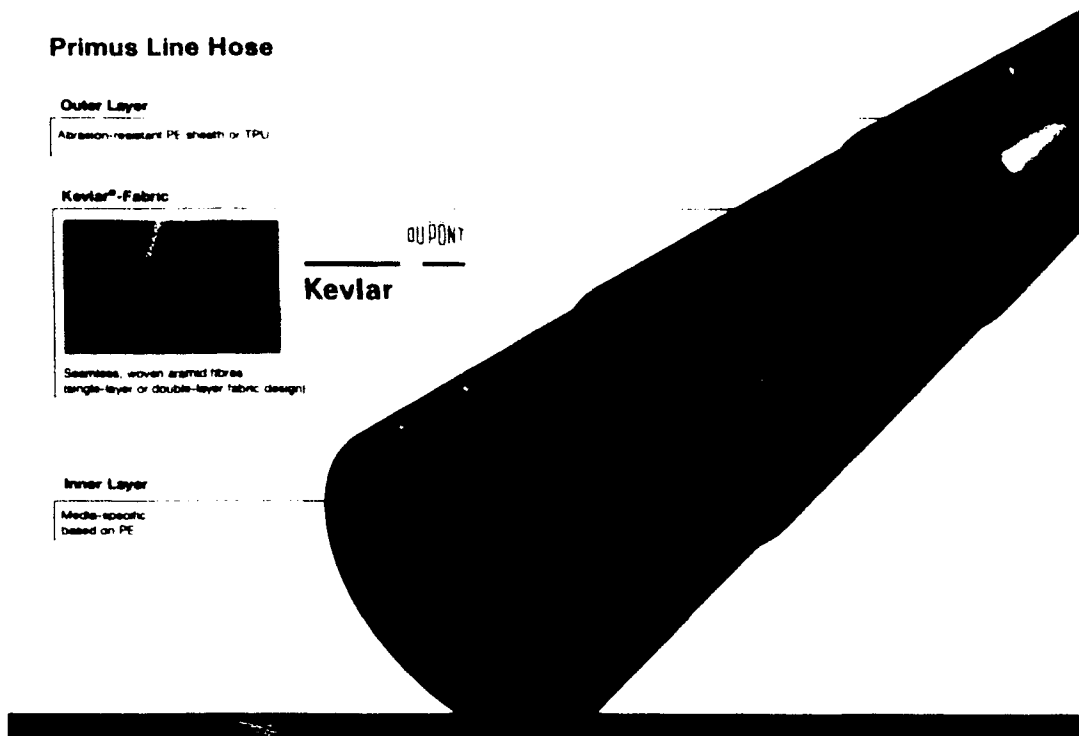 Primus Line Hose
Outer Layer
Abrasion-resistant PE sheath or TPU
Kevlar®-Fabric
DUPONT
Kevlar
Seamless, woven aramid fibres
(single-layer or double-layer fabric design)
Inner Layer
Media-specific
based on PE